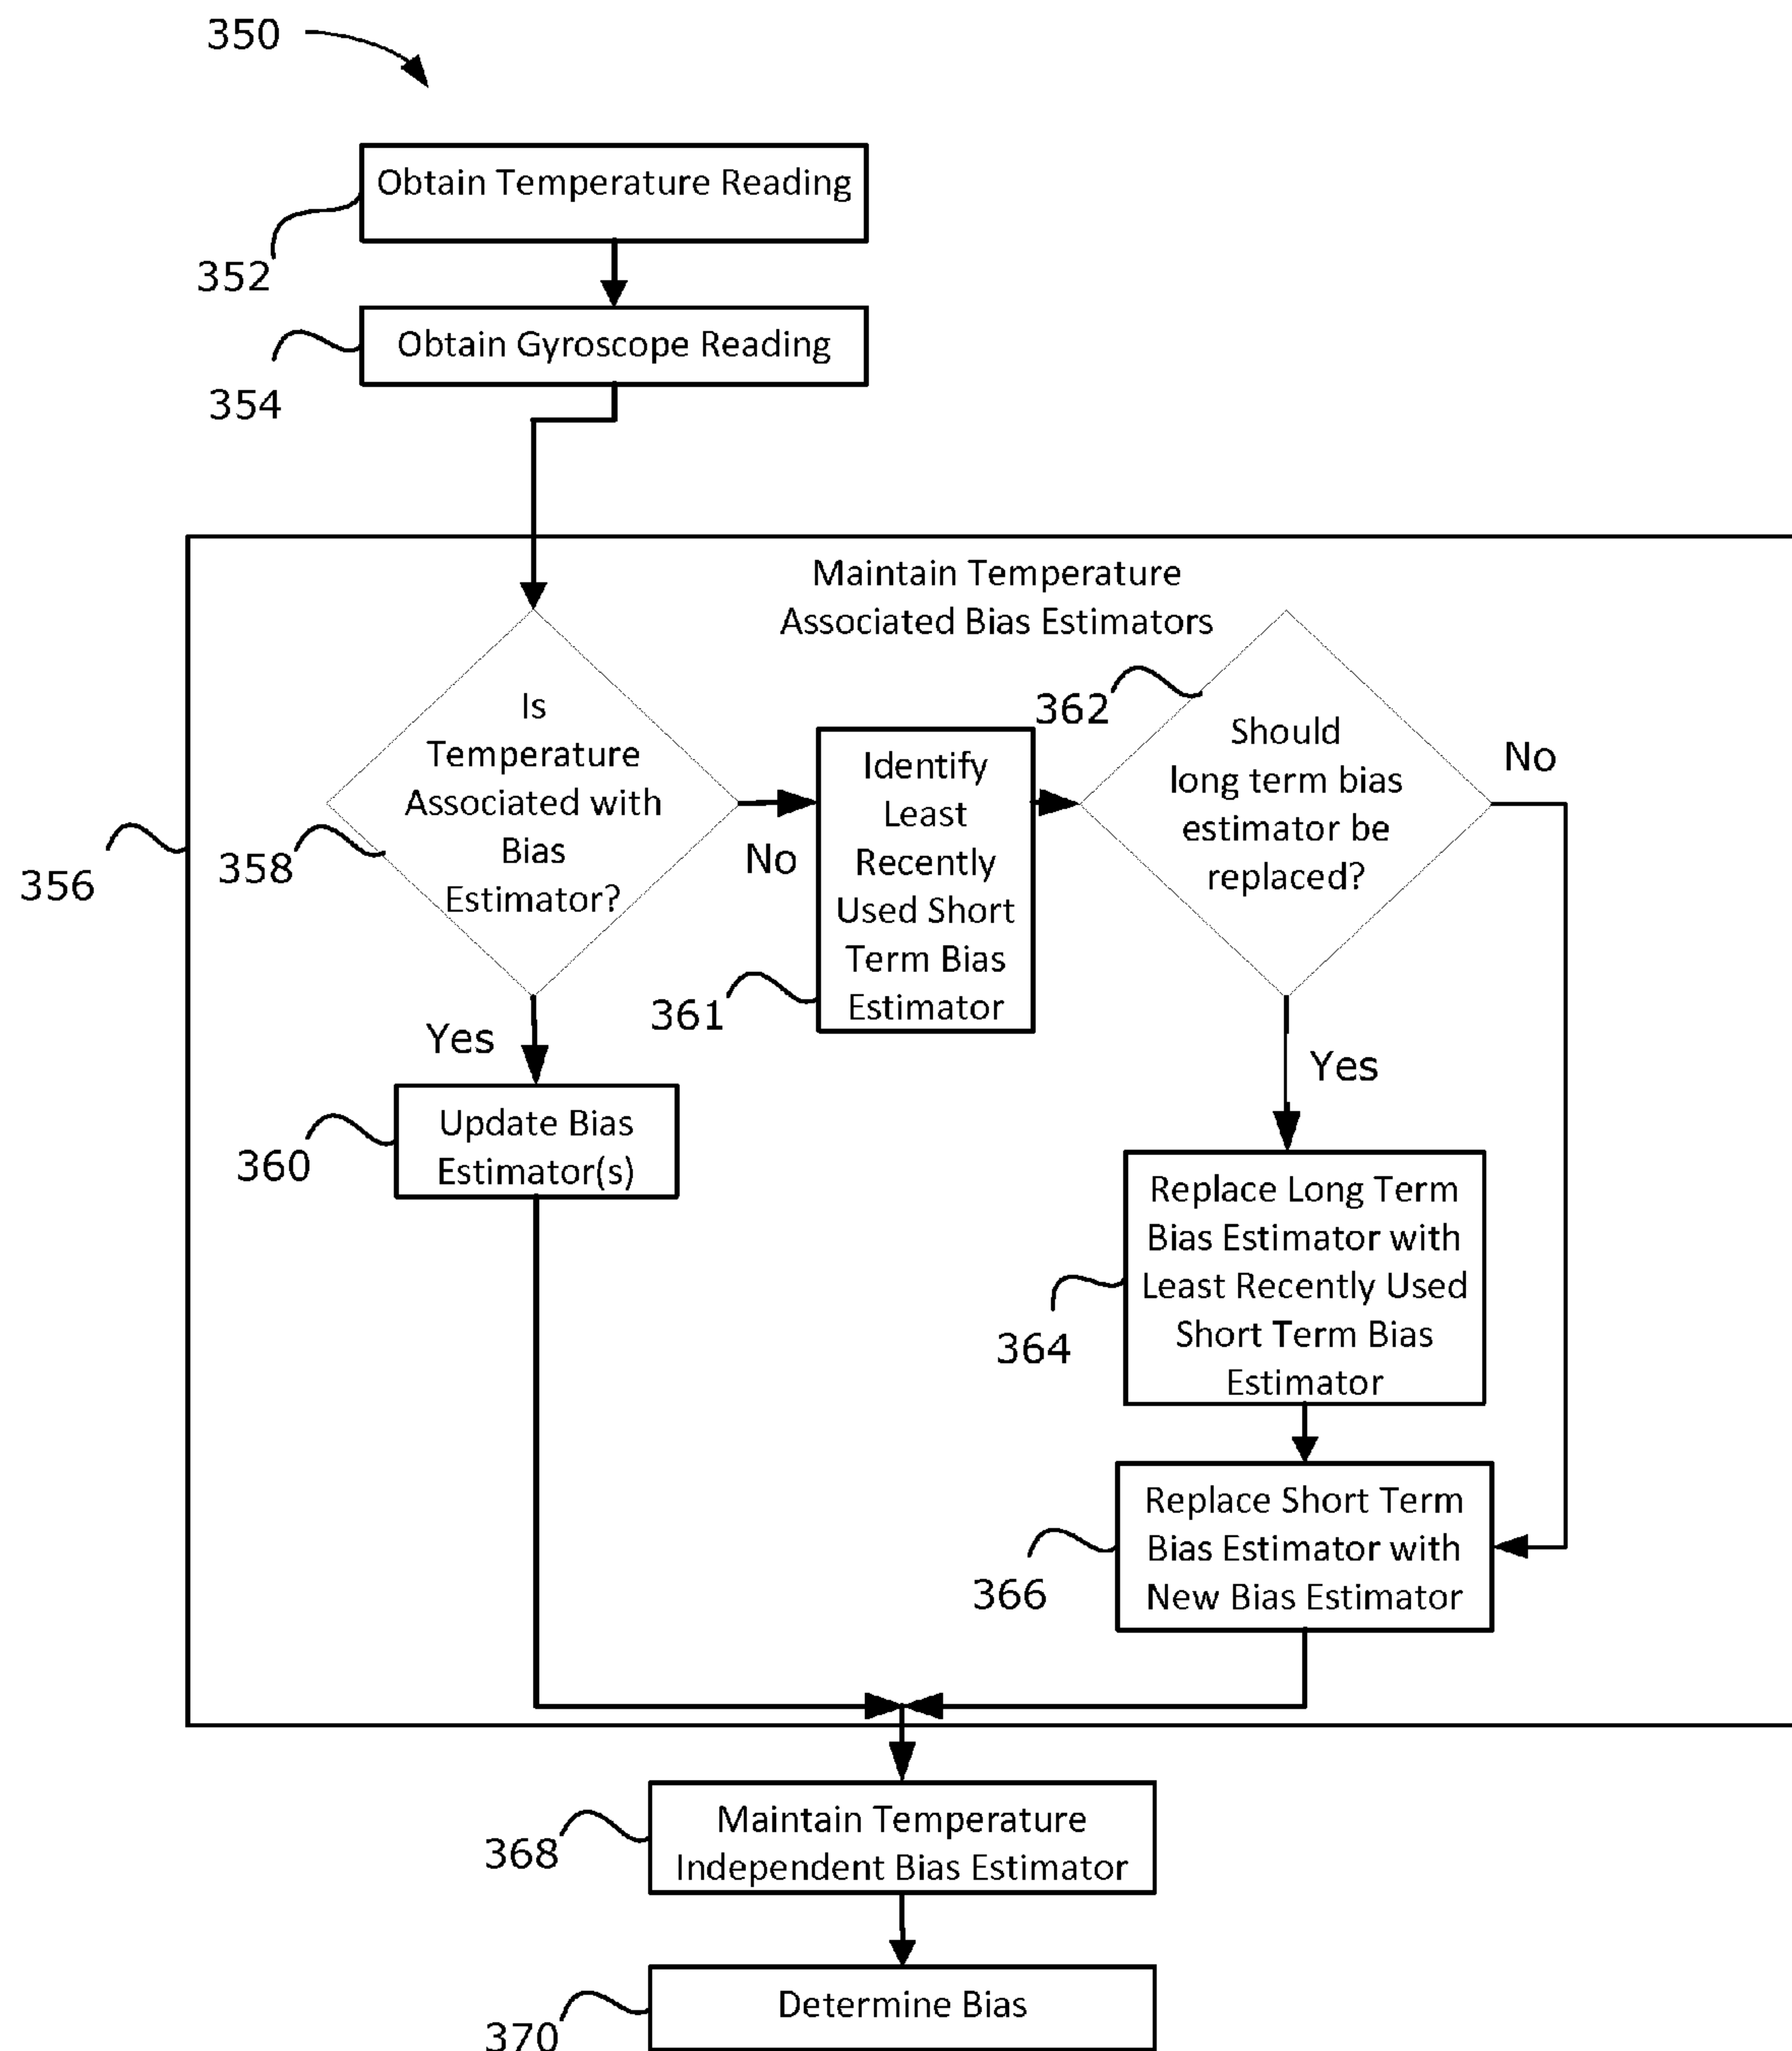 350
Obtain Temperature Reading
352
Obtain Gyroscope Reading
354
Maintain Temperature
Associated Bias Estimators
356
Is
Temperature
Associated with
Bias
Estimator?
358
No
Identify
Least
Recently
Used Short
Term Bias
Estimator
361
362
Should
long term bias
estimator be
replaced?
No
Yes
Update Bias
Estimator(s)
360
Yes
Replace Long Term
Bias Estimator with
Least Recently Used
Short Term Bias
Estimator
364
Replace Short Term
Bias Estimator with
New Bias Estimator
366
Maintain Temperature
Independent Bias Estimator
368
Determine Bias
370